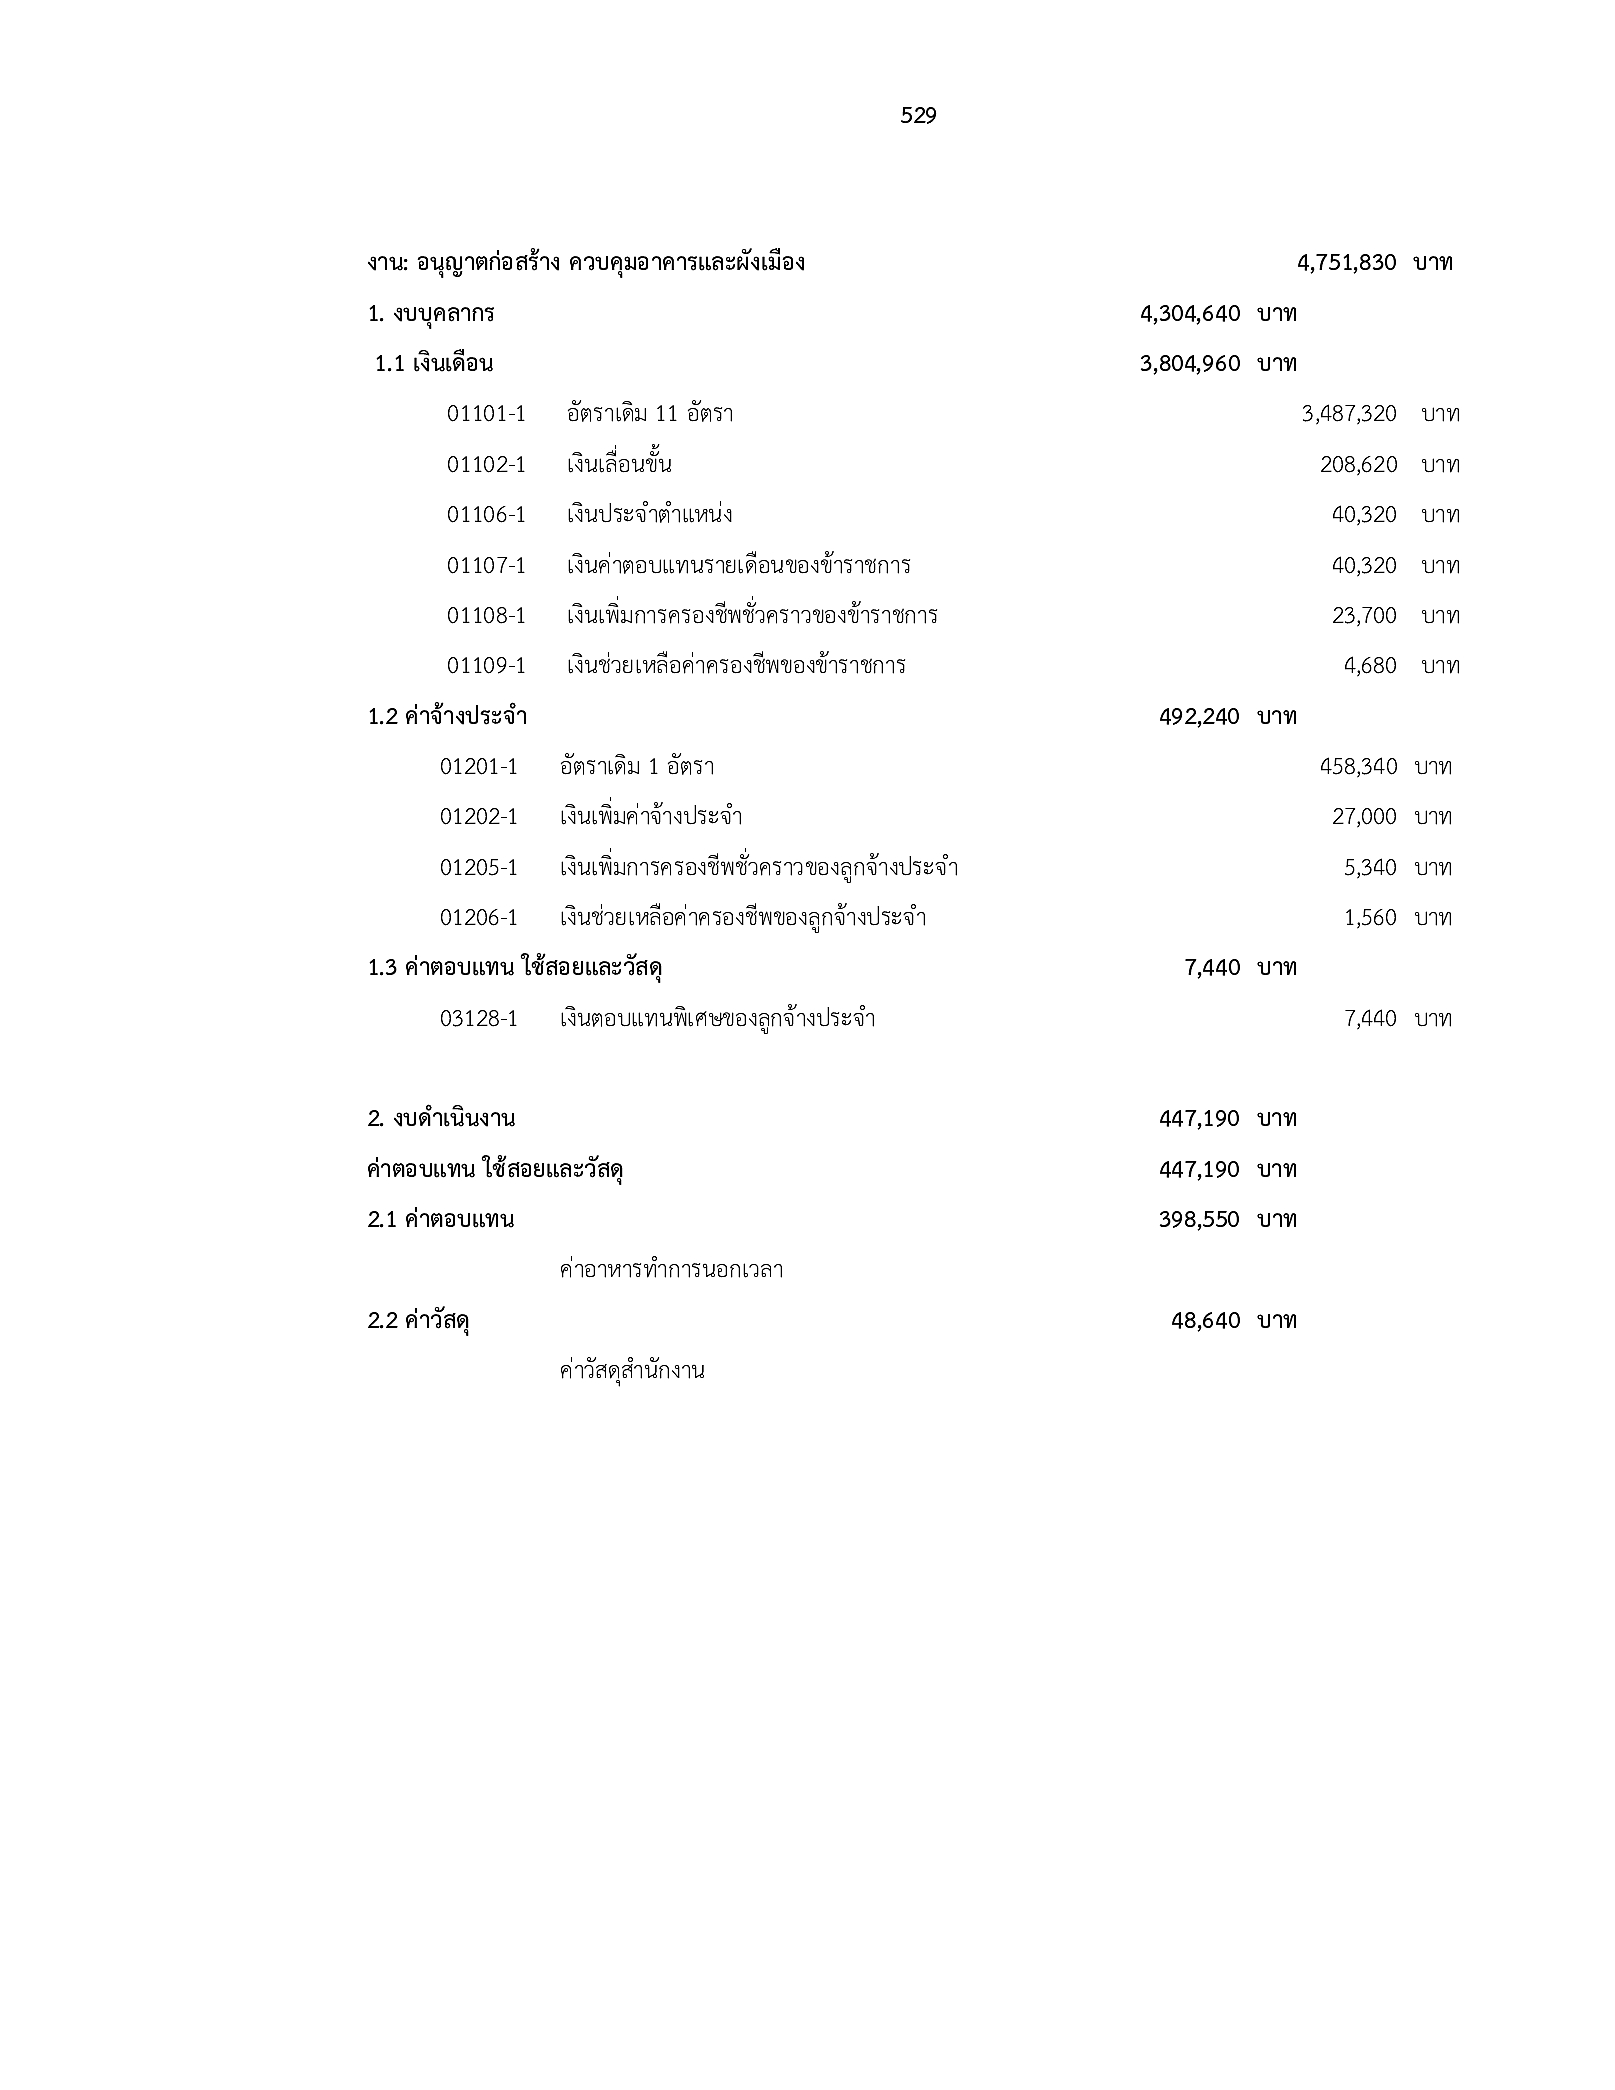 529
งาน: อนุญาตก่อสร้าง ควบคุมอาคารและผังเมือง 4,751,830 บาท
1. งบบุคลากร 4,304,640 บาท
1.1 เงินเดือน 3,804,960 บาท
01101-1 อัตราเดิม 11 อัตรา 3,487,320 บาท
01102-1 เงินเลื่อนขั้น 208,620 บาท
01106-1 เงินประจำตำแหน่ง 40,320 บาท
01107-1 เงินค่าตอบแทนรายเดือนของข้าราชการ 40,320 บาท
01108-1 เงินเพิ่มการครองชีพชั่วคราวของข้าราชการ 23,700 บาท
01109-1 เงินช่วยเหลือค่าครองชีพของข้าราชการ 4,680 บาท
1.2 ค่าจ้างประจำ 492,240 บาท
01201-1 อัตราเดิม 1 อัตรา 458,340 บาท
01202-1 เงินเพิ่มค่าจ้างประจำ 27,000 บาท
01205-1 เงินเพิ่มการครองชีพชั่วคราวของลูกจ้างประจำ 5,340 บาท
01206-1 เงินช่วยเหลือค่าครองชีพของลูกจ้างประจำ 1,560 บาท
1.3 ค่าตอบแทน ใช้สอยและวัสดุ 7,440 บาท
03128-1 เงินตอบแทนพิเศษของลูกจ้างประจำ 7,440 บาท
2. งบดำเนินงาน 447,190 บาท
ค่าตอบแทน ใช้สอยและวัสดุ 447,190 บาท
2.1 ค่าตอบแทน 398,550 บาท
ค่าอาหารทำการนอกเวลา
2.2 ค่าวัสดุ 48,640 บาท
ค่าวัสดุสำนักงาน